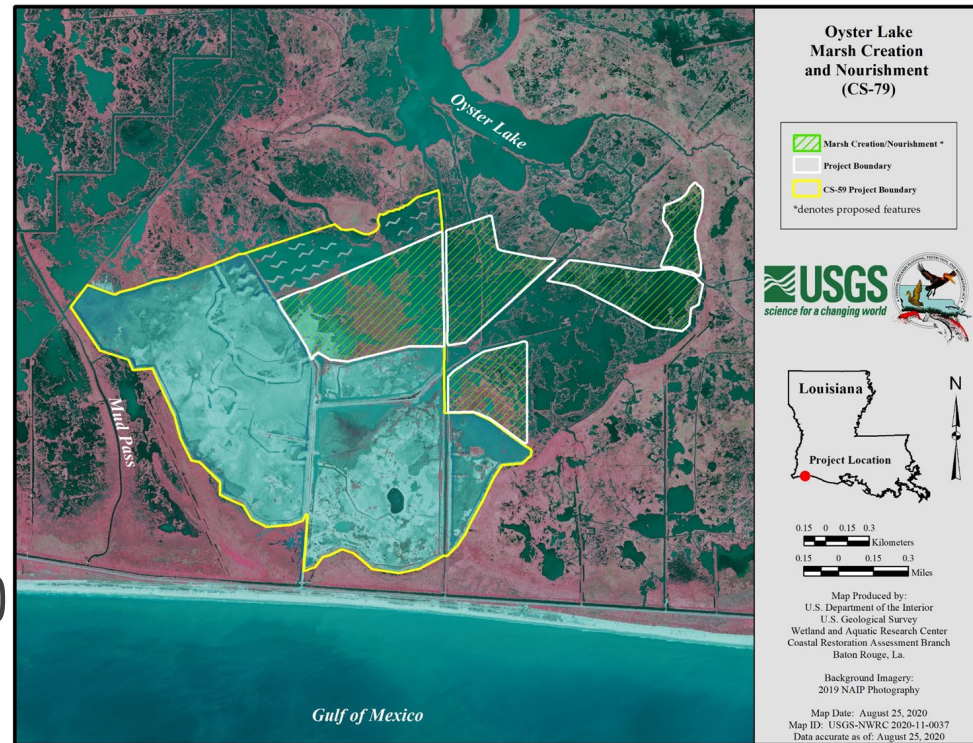 Oyster Lake
Mud Pass
Gulf of Mexico
Oyster Lake
Marsh Creation
and Nourishment
(CS-79)
Marsh Creation/Nourishment *
Project Boundary
CS-59 Project Boundary
*denotes proposed features
USGS
science for a changing world
Louisiana
N
Project Location
0.15 0 0.15 0.3
Kilometers
0.15 0 0.15 0.3
Miles
Map Produced by:
U.S. Department of the Interior
U.S. Geological Survey
Wetland and Aquatic Research Center
Coastal Restoration Assessment Branch
Baton Rouge, La.
Background Imagery:
2019 NAIP Photography
Map Date: August 25, 2020
Map ID: USGS-NWRC 2020-11-0037
Data accurate as of: August 25, 2020